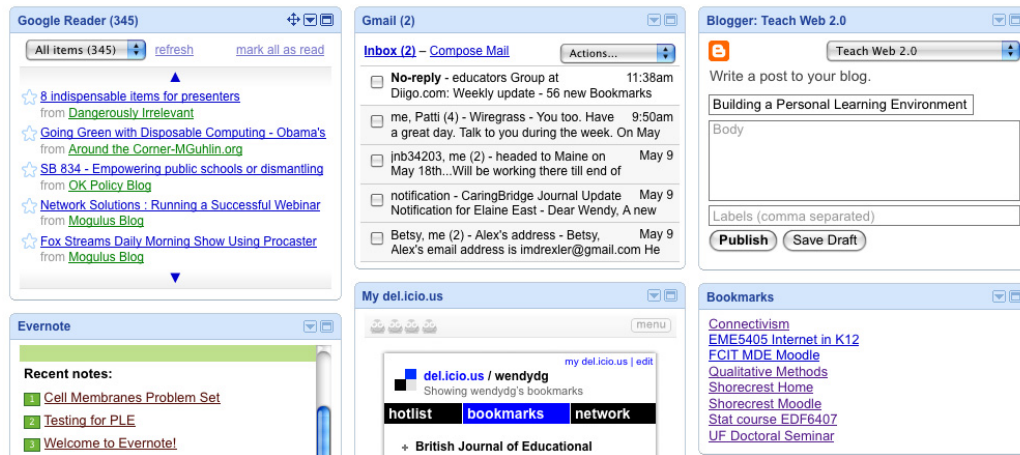 Google Reader (345)
All items (345) refresh mark all as read
8 indispensable items for presenters
from Dangerously Irrelevant
Going Green with Disposable Computing - Obama's
from Around the Corner-MGuhlin.org
SB 834 - Empowering public schools or dismantling
from OK Policy Blog
Network Solutions : Running a Successful Webinar
from Mogulus Blog
Fox Streams Daily Morning Show Using Procaster
from Mogulus Blog
Evernote
Recent notes:
1 Cell Membranes Problem Set
2 Testing for PLE
3 Welcome to Evernote!
Gmail (2)
Inbox (2) – Compose Mail Actions...
No-reply - educators Group at 11:38am
Diigo.com: Weekly update - 56 new Bookmarks
me, Patti (4) - Wiregrass - You too. Have 9:50am
a great day. Talk to you during the week. On May
jnb34203, me (2) - headed to Maine on May 9
May 18th...Will be working there till end of
notification - CaringBridge Journal Update May 9
Notification for Elaine East - Dear Wendy, A new
Betsy, me (2) - Alex's address - Betsy, May 9
Alex's email address is imdrexler@gmail.com He
My del.icio.us
menu
my del.icio.us | edit
del.icio.us / wendydg
Showing wendydg's bookmarks
hotlist bookmarks network
British Journal of Educational
Blogger: Teach Web 2.0
Teach Web 2.0
Write a post to your blog.
Building a Personal Learning Environment
Body
Labels (comma separated)
Publish Save Draft
Bookmarks
Connectivism
EME5405 Internet in K12
FCIT MDE Moodle
Qualitative Methods
Shorecrest Home
Shorecrest Moodle
Stat course EDF6407
UF Doctoral Seminar